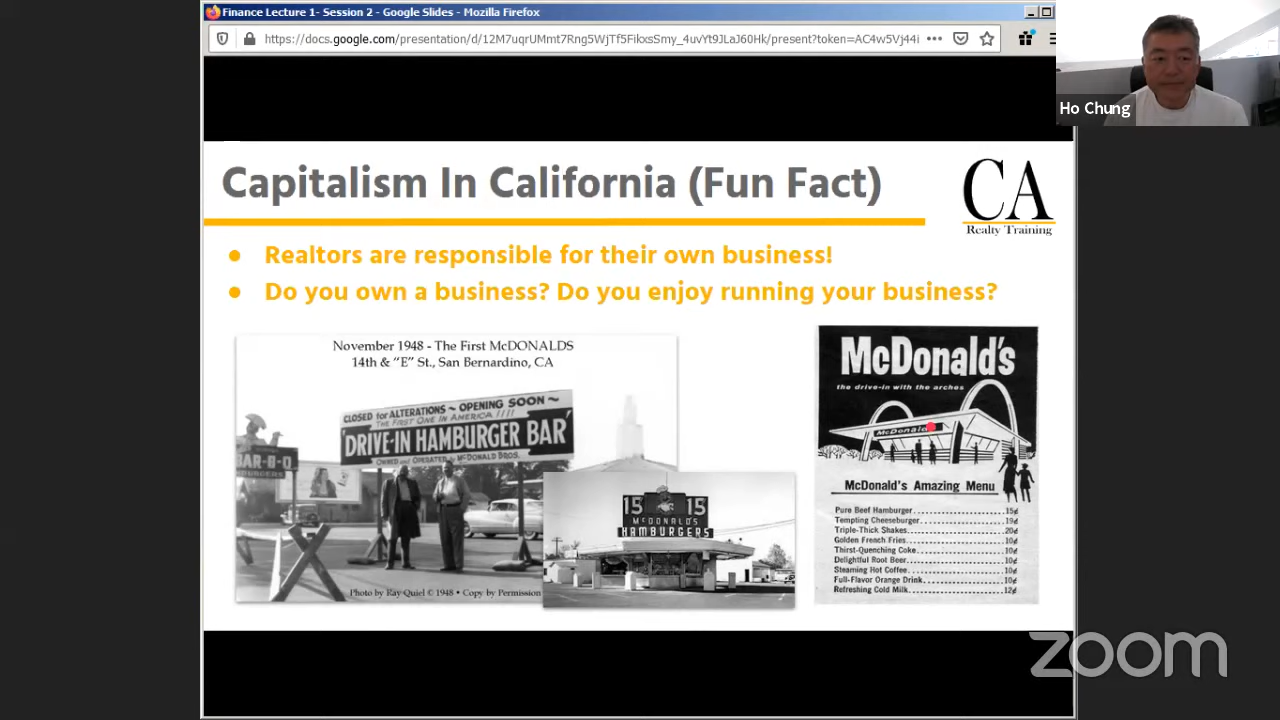 Finance Lecture 1- Session 2 - Google Slides - Mozilla Firefox
https://docs.google.com/presentation/d/12M7uqrUMmt7Rng5WjTf5FikxsSmy_4uvYt9JLaJ60Hk/present?token=AC4w5Vj44i
Ho Chung
Capitalism In California (Fun Fact)
CA
Realty Training
● Realtors are responsible for their own business!
● Do you own a business? Do you enjoy running your business?
November 1948 - The First McDONALDS
14th & “E” St., San Bernardino, CA
CLOSED for ALTERATIONS ~ OPENING SOON ~
THE FIRST ONE IN AMERICA !!!!
'DRIVE-IN HAMBURGER BAR'
OWNED and OPERATED by McDONALD BROS.
BAR-B-Q
Photo by Ray Quiel © 1948 • Copy by Permission
15 15
McDONALD'S
HAMBURGERS
McDonald's
the drive-in with the arches
McDonald's Amazing Menu
Pure Beef Hamburger 15¢
Tempting Cheeseburger 19¢
Triple-Thick Shakes 20¢
Golden French Fries 10¢
Thirst-Quenching Coke 10¢
Delightful Root Beer 10¢
Steaming Hot Coffee 10¢
Full-Flavor Orange Drink 10¢
Refreshing Cold Milk 12¢
zoom